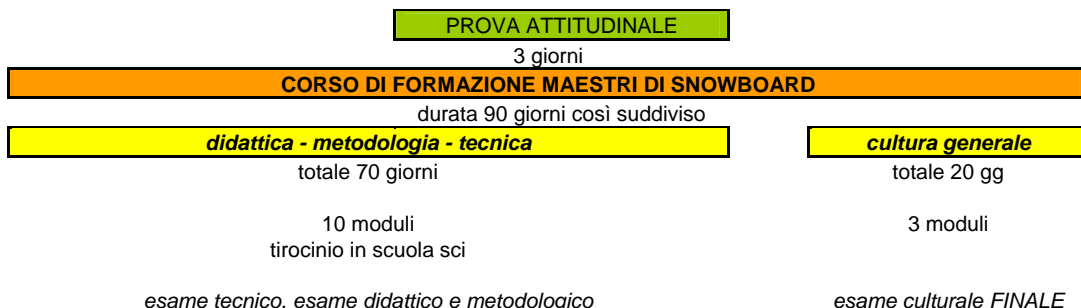 PROVA ATTITUDINALE
3 giorni
CORSO DI FORMAZIONE MAESTRI DI SNOWBOARD
durata 90 giorni così suddiviso
didattica - metodologia - tecnica
cultura generale
totale 70 giorni
totale 20 gg
10 moduli
3 moduli
tirocinio in scuola sci
esame tecnico, esame didattico e metodologico
esame culturale FINALE